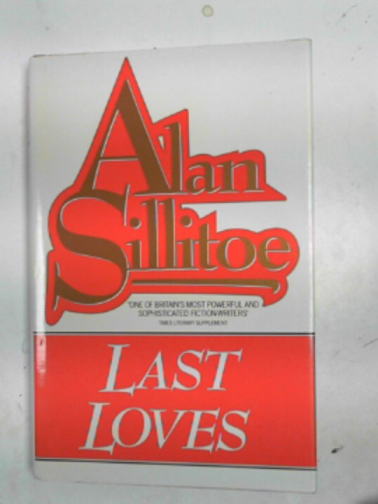 Alan
Sillitoe
'ONE OF BRITAIN'S MOST POWERFUL AND
SOPHISTICATED FICTION-WRITERS'
TIMES LITERARY SUPPLEMENT
LAST
LOVES